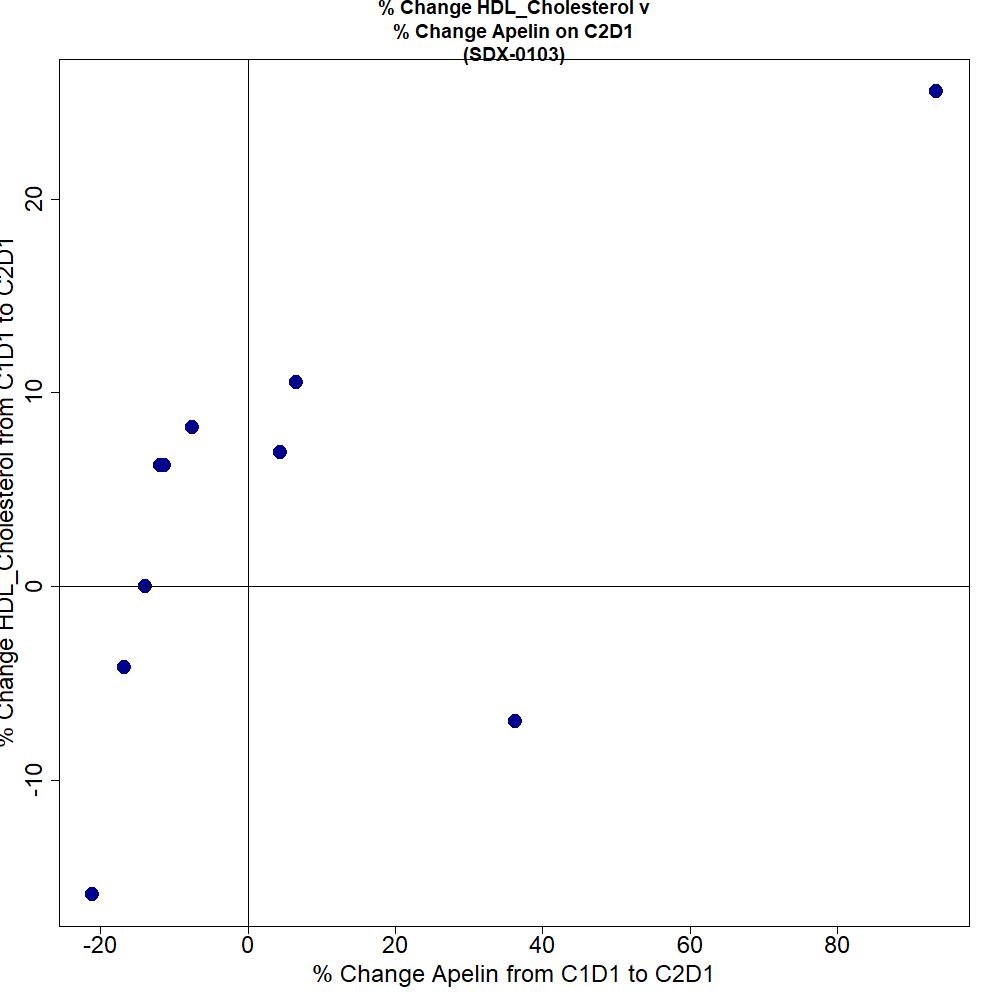 % Change HDL_Cholesterol v
% Change Apelin on C2D1
(SDX-0103)
% Change HDL_Cholesterol from C1D1 to C2D1
20
10
0
-10
-20
0
20
40
60
80
% Change Apelin from C1D1 to C2D1